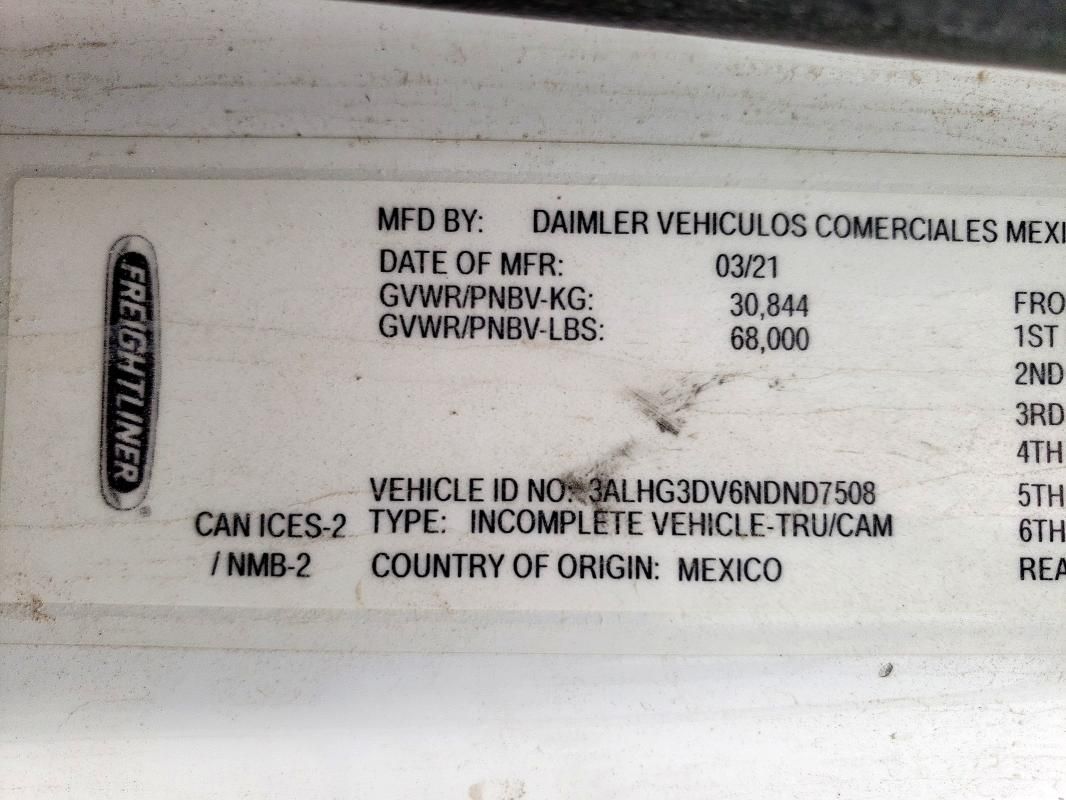 FREIGHTLINER
MFD BY: DAIMLER VEHICULOS COMERCIALES MEXI
DATE OF MFR: 03/21
GVWR/PNBV-KG: 30,844
GVWR/PNBV-LBS: 68,000
FRO
1ST
2ND
3RD
4TH
5TH
6TH
REA
VEHICLE ID NO: 3ALHG3DV6NDND7508
CAN ICES-2 TYPE: INCOMPLETE VEHICLE-TRU/CAM
/ NMB-2 COUNTRY OF ORIGIN: MEXICO